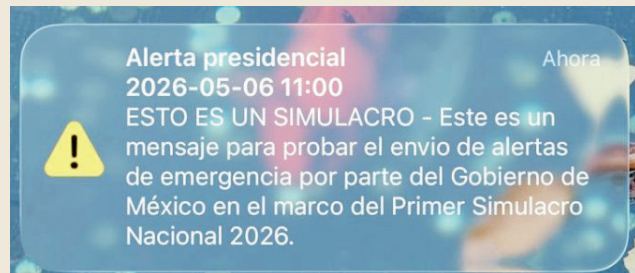 Alerta presidencial
Ahora
2026-05-06 11:00
ESTO ES UN SIMULACRO - Este es un
mensaje para probar el envio de alertas
de emergencia por parte del Gobierno de
México en el marco del Primer Simulacro
Nacional 2026.